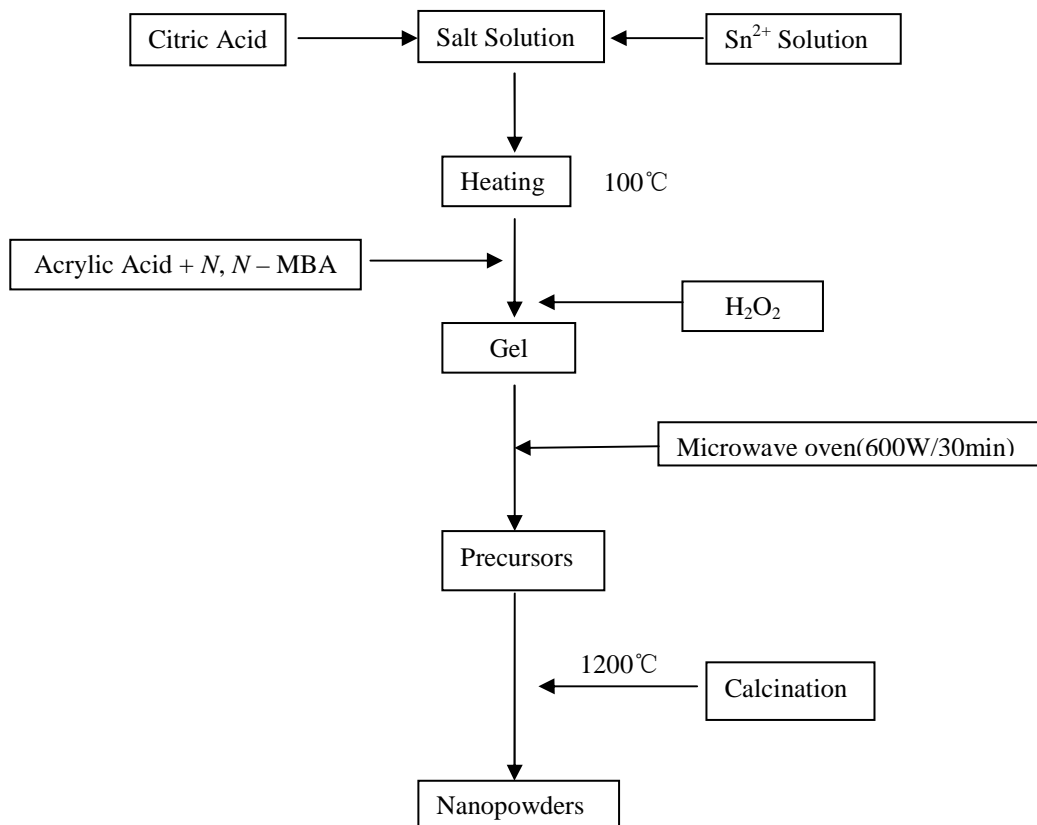 Citric Acid
Salt Solution
Sn²⁺ Solution
Heating
100℃
Acrylic Acid + N, N – MBA
H₂O₂
Gel
Microwave oven(600W/30min)
Precursors
1200℃
Calcination
Nanopowders